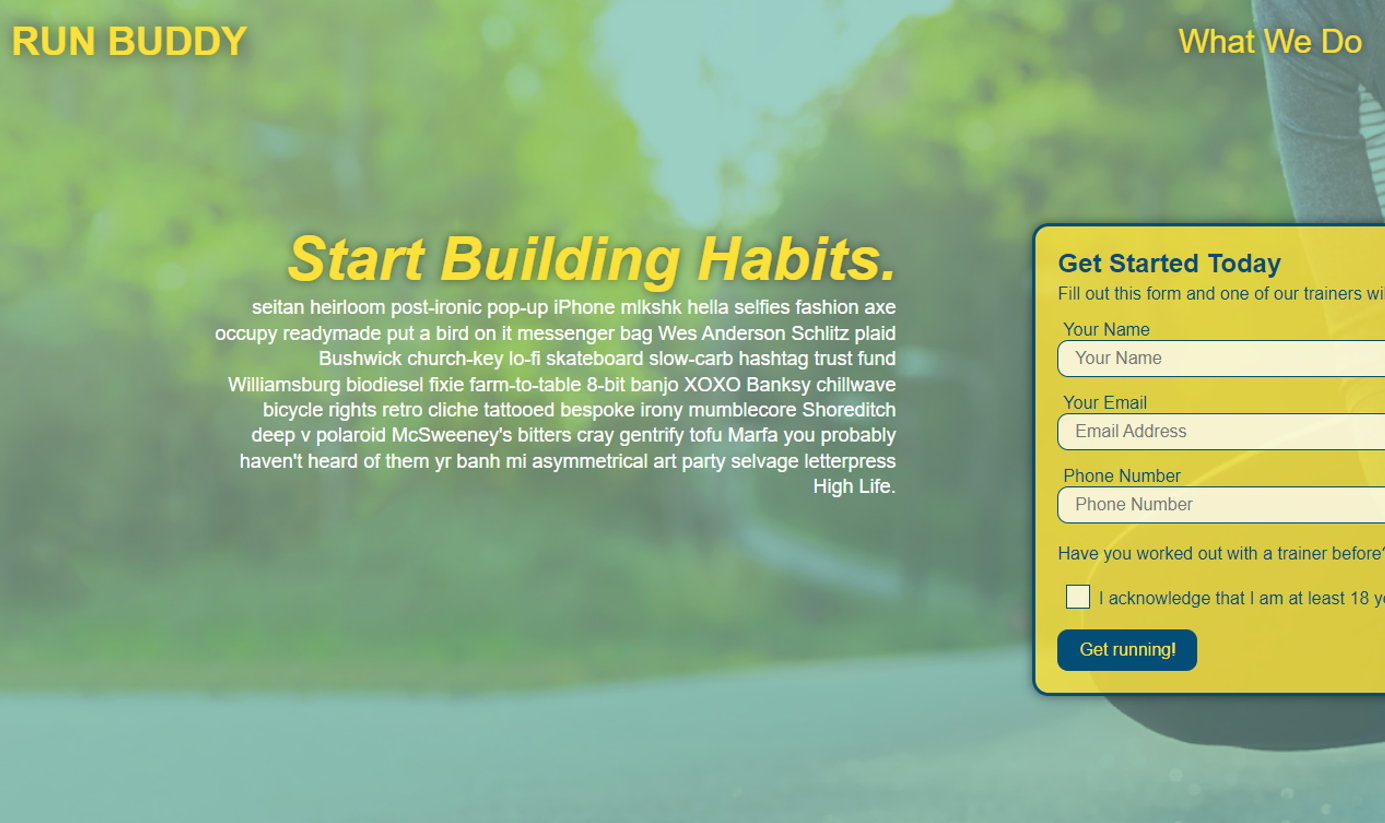 RUN BUDDY
What We Do
Start Building Habits.
seitan heirloom post-ironic pop-up iPhone mlkshk hella selfies fashion axe
occupy readymade put a bird on it messenger bag Wes Anderson Schlitz plaid
Bushwick church-key lo-fi skateboard slow-carb hashtag trust fund
Williamsburg biodiesel fixie farm-to-table 8-bit banjo XOXO Banksy chillwave
bicycle rights retro cliche tattooed bespoke irony mumblecore Shoreditch
deep v polaroid McSweeney's bitters cray gentrify tofu Marfa you probably
haven't heard of them yr banh mi asymmetrical art party selvage letterpress
High Life.
Get Started Today
Fill out this form and one of our trainers
Your Name
Your Name
Your Email
Email Address
Phone Number
Phone Number
Have you worked out with a trainer before?
I acknowledge that I am at least 18
Get running!